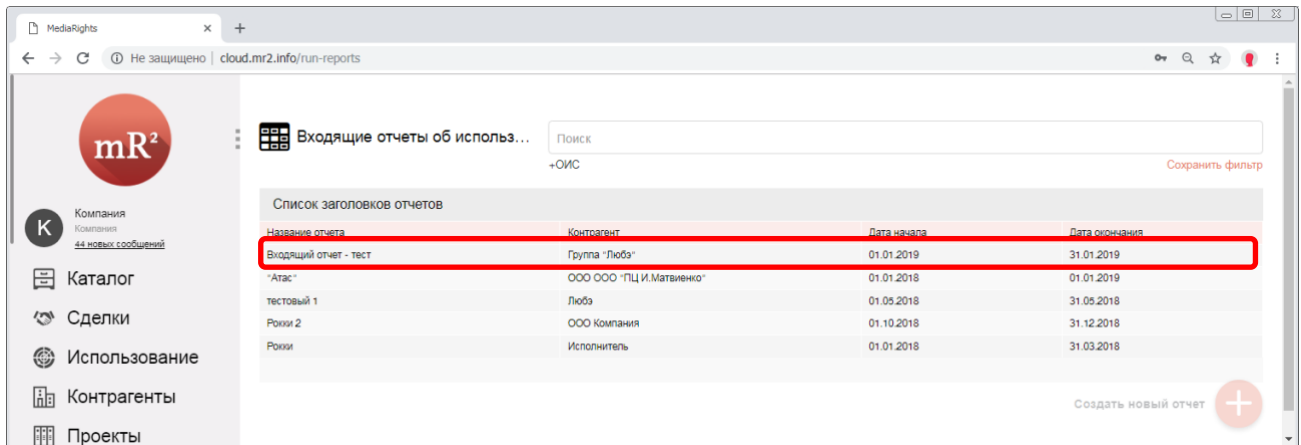 MediaRights
Не защищено | cloud.mr2.info/run-reports
mR²
Входящие отчеты об использ...
Поиск
+ОИС
Сохранить фильтр
К
Компания
Компания
44 новых сообщений
Список заголовков отчетов
Название отчета Контрагент Дата начала Дата окончания
Входящий отчет - тест Группа "Любэ" 01.01.2019 31.01.2019
"Атас" ООО ООО "ПЦ И.Матвиенко" 01.01.2018 01.01.2019
тестовый 1 Любэ 01.05.2018 31.05.2018
Рокки 2 ООО Компания 01.10.2018 31.12.2018
Рокки Исполнитель 01.01.2018 31.03.2018
Каталог
Сделки
Использование
Контрагенты
Проекты
Создать новый отчет